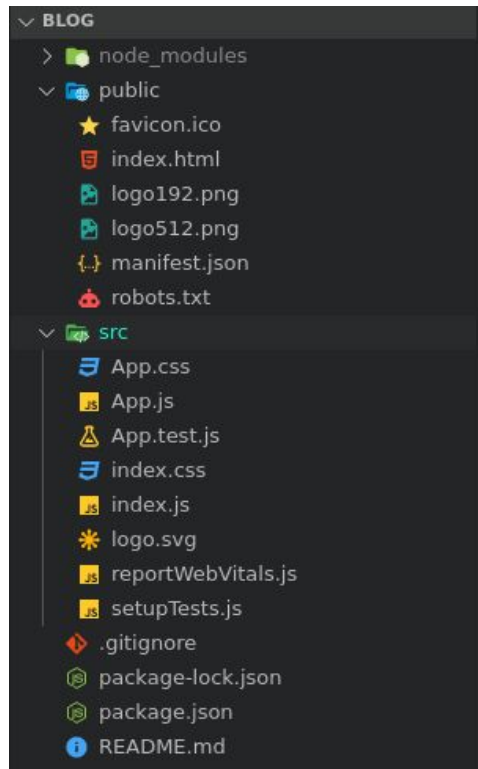 BLOG
node_modules
public
favicon.ico
index.html
logo192.png
logo512.png
manifest.json
robots.txt
src
App.css
App.js
App.test.js
index.css
index.js
logo.svg
reportWebVitals.js
setupTests.js
.gitignore
package-lock.json
package.json
README.md